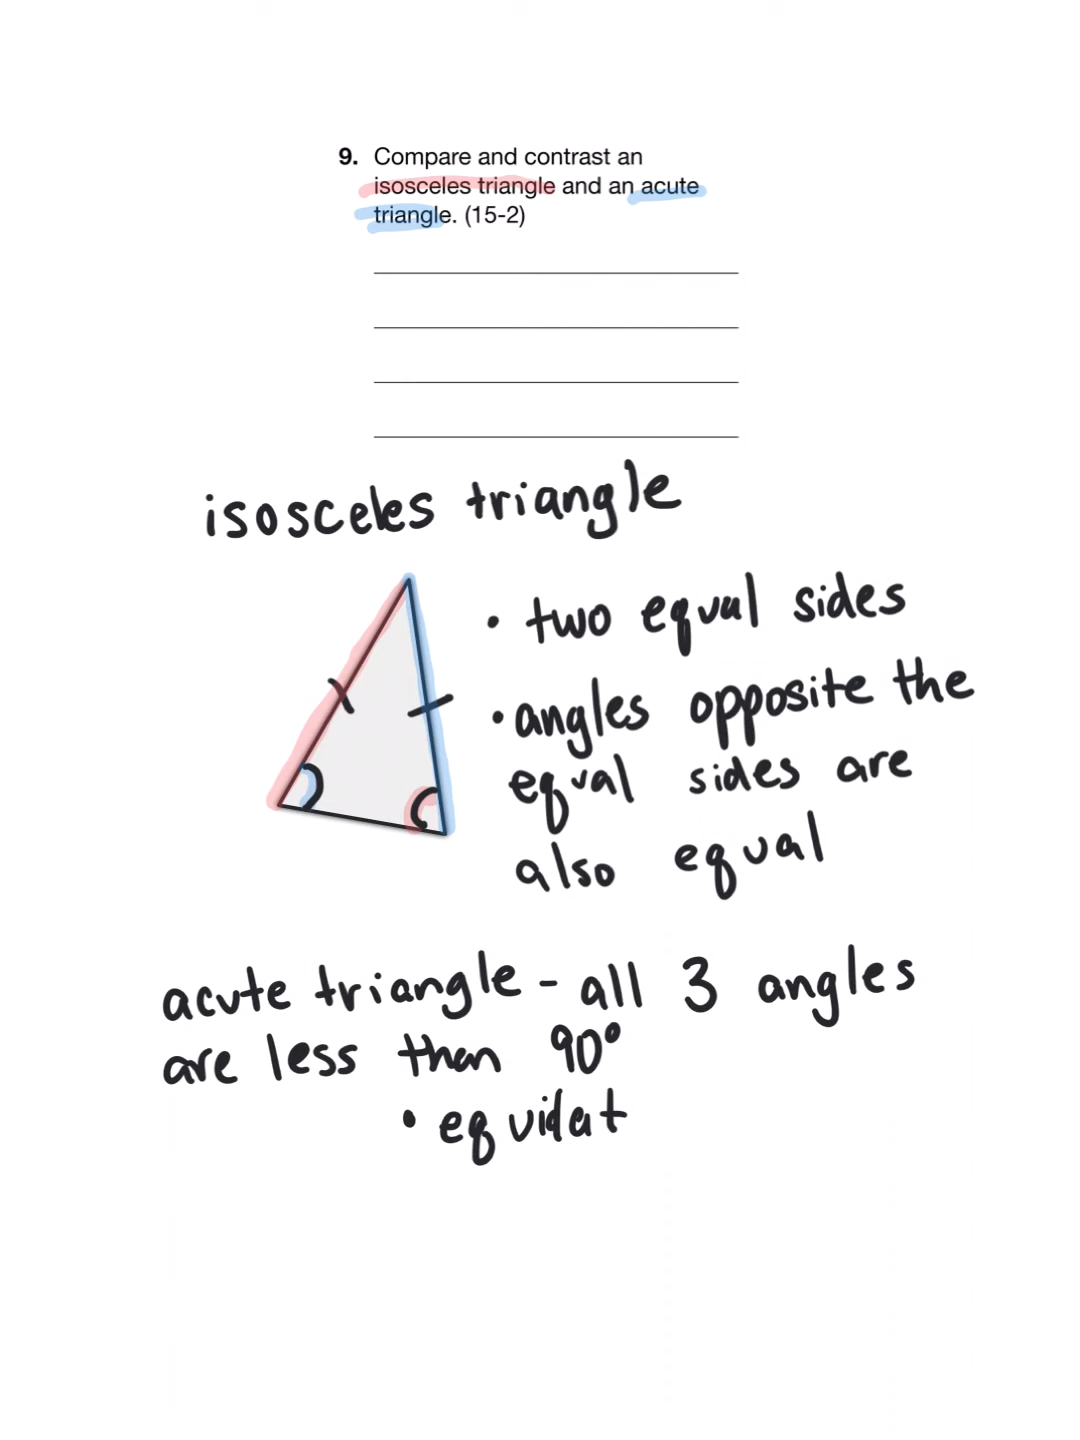 9. Compare and contrast an
isosceles triangle and an acute
triangle. (15-2)
isosceles triangle
• two equal sides
• angles opposite the
equal sides are
also equal
acute triangle - all 3 angles
are less than 90°
• equidat